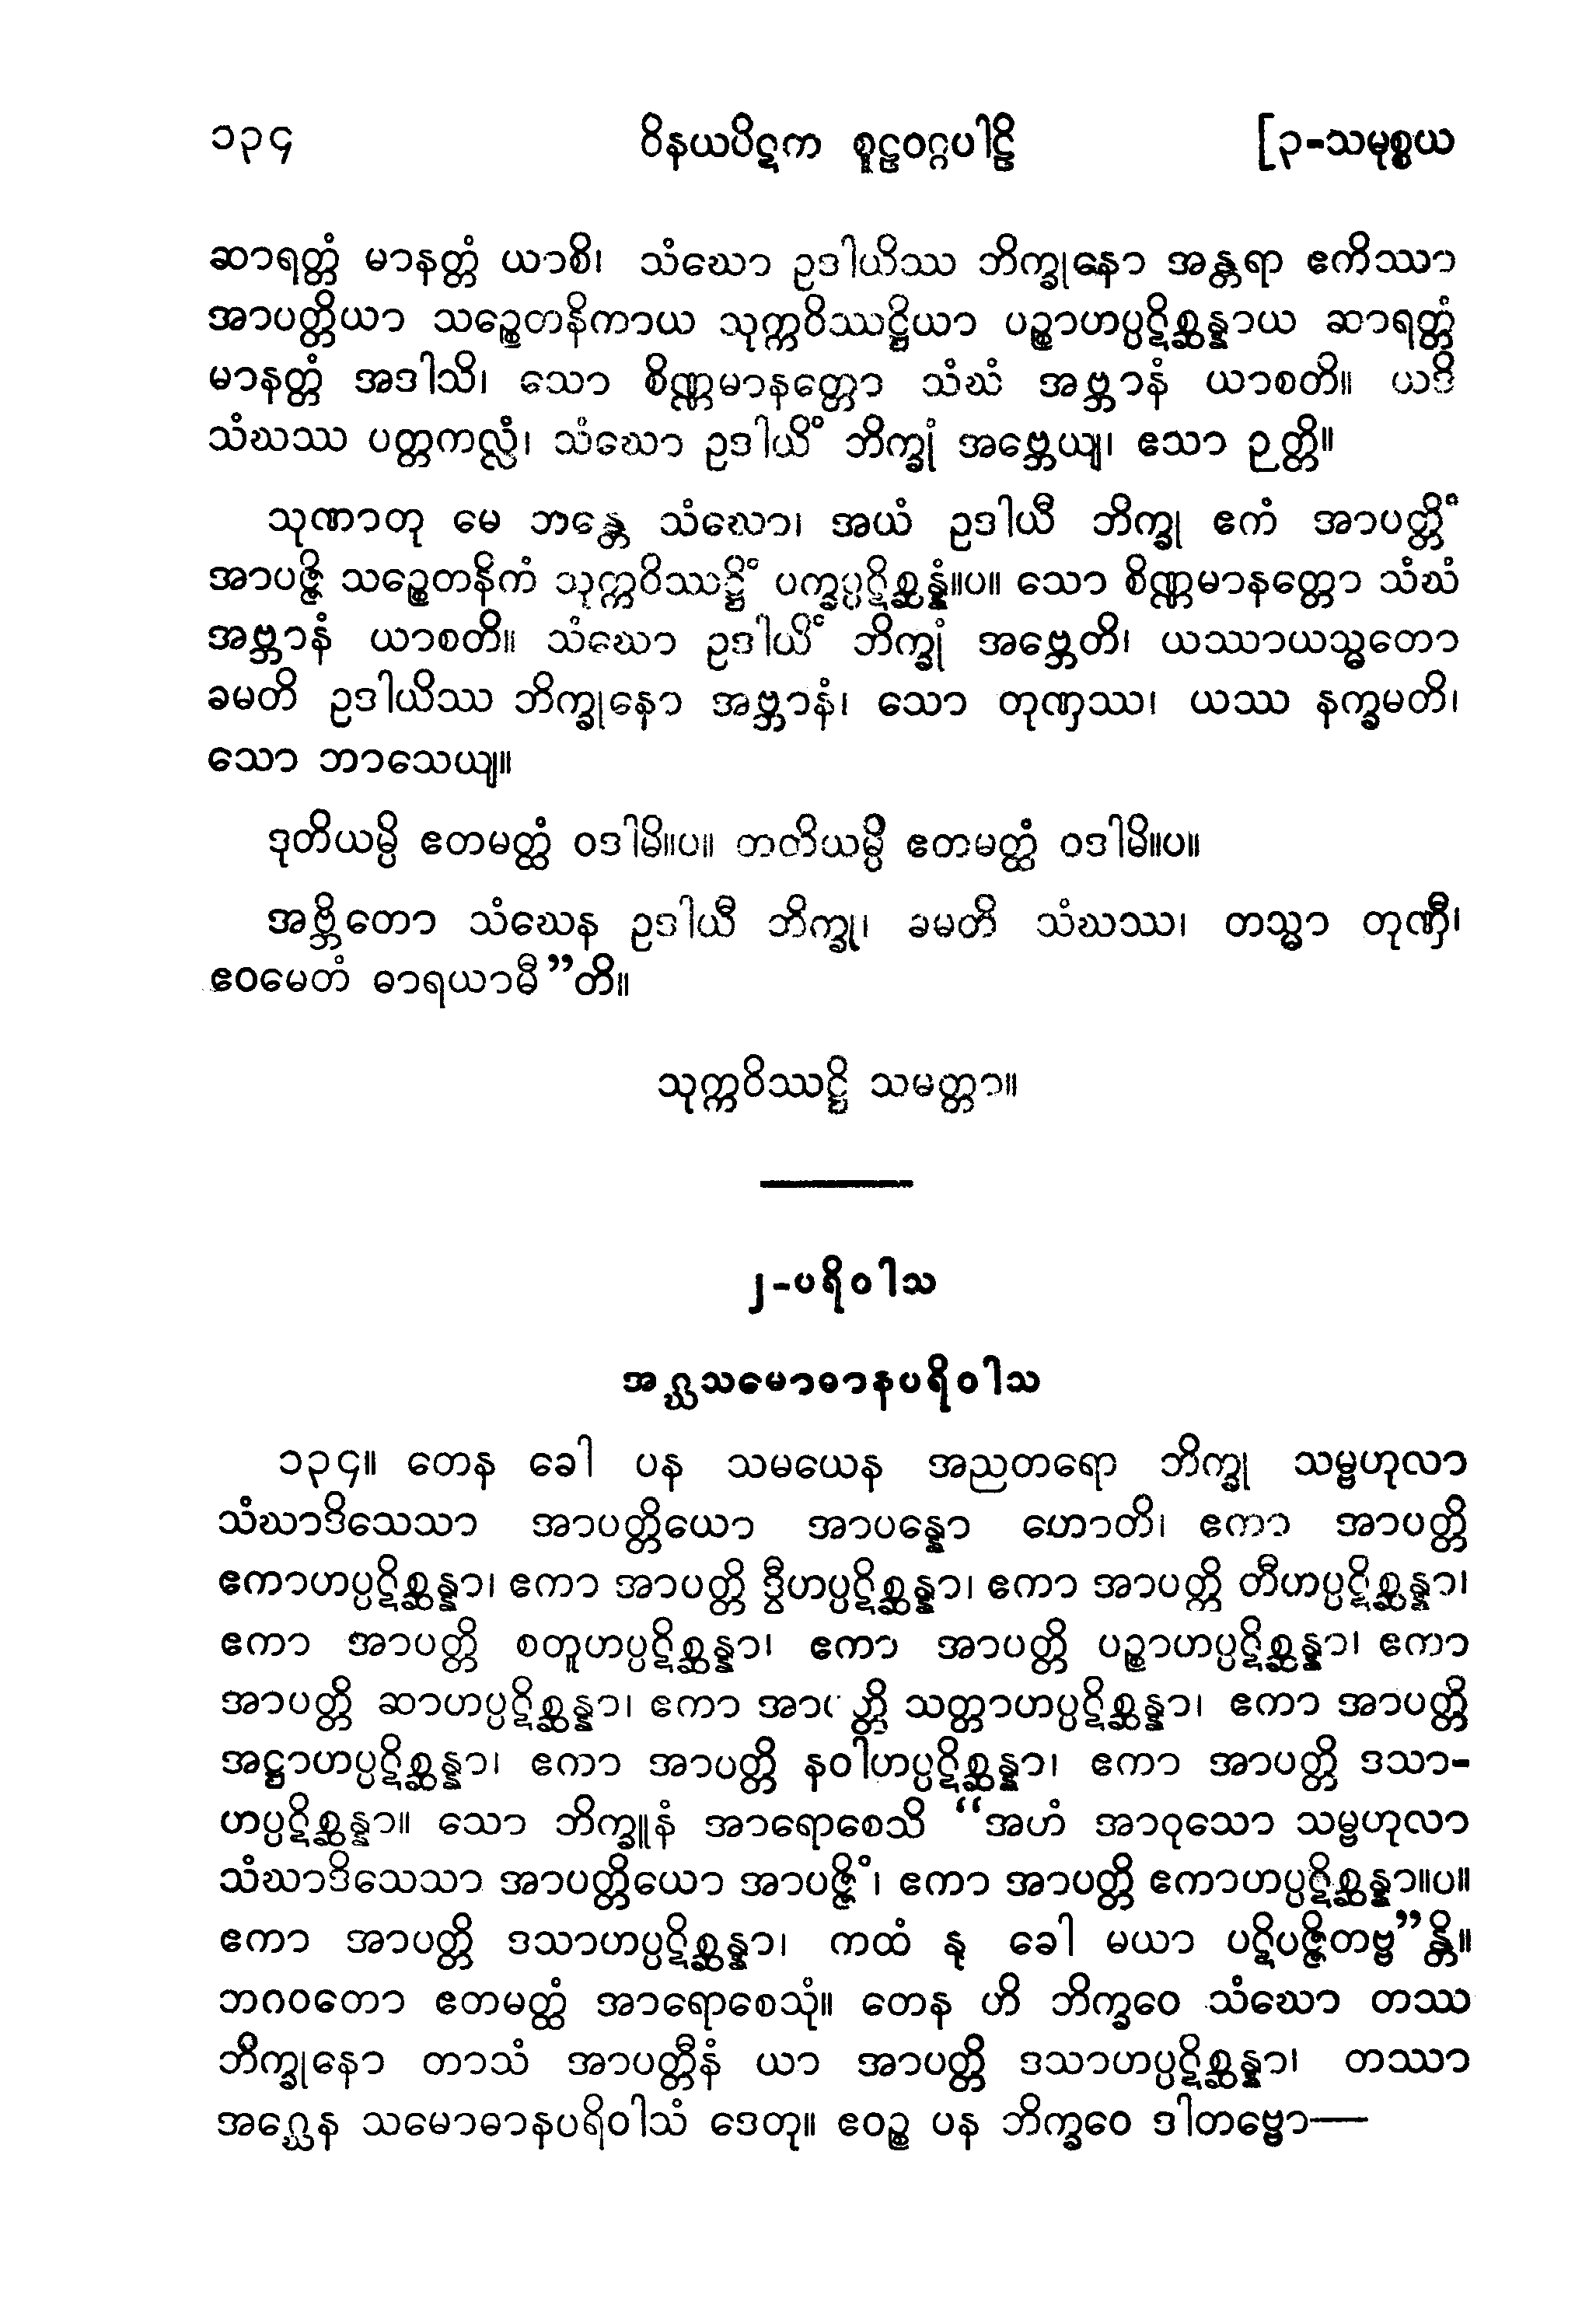 ၁၃၄ ဝိနယပိဋက စူဠဝဂ္ဂပါဠိ [၃-သမုစ္စယ
ဆာရတ္တံ မာနတ္တံ ယာစိ၊ သံဃော ဥဒါယိဿ ဘိက္ခုနော အန္တရာ ဧကိဿာ
အာပတ္တိယာ သဉ္စေတနိကာယ သုက္ကဝိဿဋ္ဌိယာ ပဉ္စာဟပ္ပဋိစ္ဆန္နာယ ဆာရတ္တံ
မာနတ္တံ အဒါသိ၊ သော စိဏ္ဏမာနတ္တော သံဃံ အဗ္ဘာနံ ယာစတိ။ ယဒိ
သံဃဿ ပတ္တကလ္လံ၊ သံဃော ဥဒါယိံ ဘိက္ခုံ အဗ္ဘေယျ၊ ဧသာ ဉတ္တိ။
သုဏာတု မေ ဘန္တေ သံဃော၊ အယံ ဥဒါယီ ဘိက္ခု ဧကံ အာပတ္တိံ
အာပဇ္ဇိ သဉ္စေတနိကံ သုက္ကဝိဿဋ္ဌိံ ပက္ခပ္ပဋိစ္ဆန္နံ။ပ။ သော စိဏ္ဏမာနတ္တော သံဃံ
အဗ္ဘာနံ ယာစတိ။ သံဃော ဥဒါယိံ ဘိက္ခုံ အဗ္ဘေတိ၊ ယဿာယသ္မတော
ခမတိ ဥဒါယိဿ ဘိက္ခုနော အဗ္ဘာနံ၊ သော တုဏှဿ၊ ယဿ နက္ခမတိ၊
သော ဘာသေယျ။
ဒုတိယမ္ပိ ဧတမတ္ထံ ဝဒါမိ။ပ။ တတိယမ္ပိ ဧတမတ္ထံ ဝဒါမိ။ပ။
အဗ္ဘိတော သံဃေန ဥဒါယီ ဘိက္ခု၊ ခမတိ သံဃဿ၊ တသ္မာ တုဏှီ၊
ဧဝမေတံ ဓာရယာမီ”တိ။
သုက္ကဝိဿဋ္ဌိ သမတ္တာ။
၂-ပရိဝါသ
အဂ္ဃသမောဓာနပရိဝါသ
၁၃၄။ တေန ခေါ ပန သမယေန အညတရော ဘိက္ခု သမ္ဗဟုလာ
သံဃာဒိသေသာ အာပတ္တိယော အာပန္နော ဟောတိ၊ ဧကာ အာပတ္တိ
ဧကာဟပ္ပဋိစ္ဆန္နာ၊ ဧကာ အာပတ္တိ ဒွီဟပ္ပဋိစ္ဆန္နာ၊ ဧကာ အာပတ္တိ တီဟပ္ပဋိစ္ဆန္နာ၊
ဧကာ အာပတ္တိ စတူဟပ္ပဋိစ္ဆန္နာ၊ ဧကာ အာပတ္တိ ပဉ္စာဟပ္ပဋိစ္ဆန္နာ၊ ဧကာ
အာပတ္တိ ဆာဟပ္ပဋိစ္ဆန္နာ၊ ဧကာ အာပတ္တိ သတ္တာဟပ္ပဋိစ္ဆန္နာ၊ ဧကာ အာပတ္တိ
အဋ္ဌာဟပ္ပဋိစ္ဆန္နာ၊ ဧကာ အာပတ္တိ နဝါဟပ္ပဋိစ္ဆန္နာ၊ ဧကာ အာပတ္တိ ဒသာ-
ဟပ္ပဋိစ္ဆန္နာ။ သော ဘိက္ခူနံ အာရောစေသိ “အဟံ အာဝုသော သမ္ဗဟုလာ
သံဃာဒိသေသာ အာပတ္တိယော အာပဇ္ဇိံ၊ ဧကာ အာပတ္တိ ဧကာဟပ္ပဋိစ္ဆန္နာ။ပ။
ဧကာ အာပတ္တိ ဒသာဟပ္ပဋိစ္ဆန္နာ၊ ကထံ နု ခေါ မယာ ပဋိပဇ္ဇိတဗ္ဗ”န္တိ။
ဘဂဝတော ဧတမတ္ထံ အာရောစေသုံ။ တေန ဟိ ဘိက္ခဝေ သံဃော တဿ
ဘိက္ခုနော တာသံ အာပတ္တီနံ ယာ အာပတ္တိ ဒသာဟပ္ပဋိစ္ဆန္နာ၊ တဿာ
အဂ္ဃေန သမောဓာနပရိဝါသံ ဒေတု။ ဧဝဉ္စ ပန ဘိက္ခဝေ ဒါတဗ္ဗော—